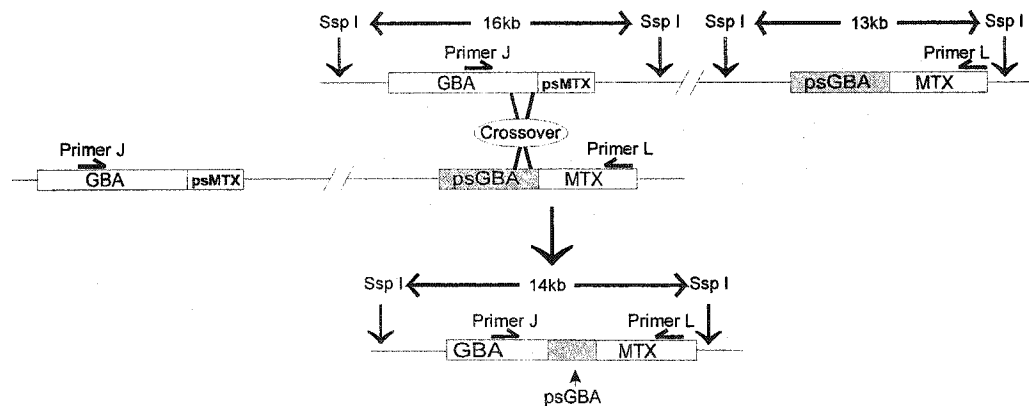 Ssp I 16kb Ssp I Ssp I 13kb Ssp I
Primer J Primer L
GBA psMTX psGBA MTX
Crossover
Primer J Primer L
GBA psMTX psGBA MTX
Ssp I 14kb Ssp I
Primer J Primer L
GBA MTX
psGBA